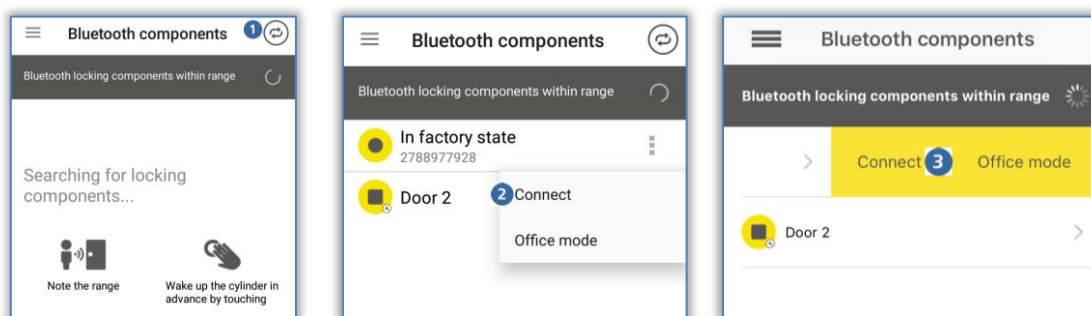 Bluetooth components 1
Bluetooth locking components within range
Searching for locking
components...
Note the range
Wake up the cylinder in
advance by touching
Bluetooth components
Bluetooth locking components within range
In factory state
2788977928
Door 2
2 Connect
Office mode
Bluetooth components
Bluetooth locking components within range
Connect 3 Office mode
Door 2